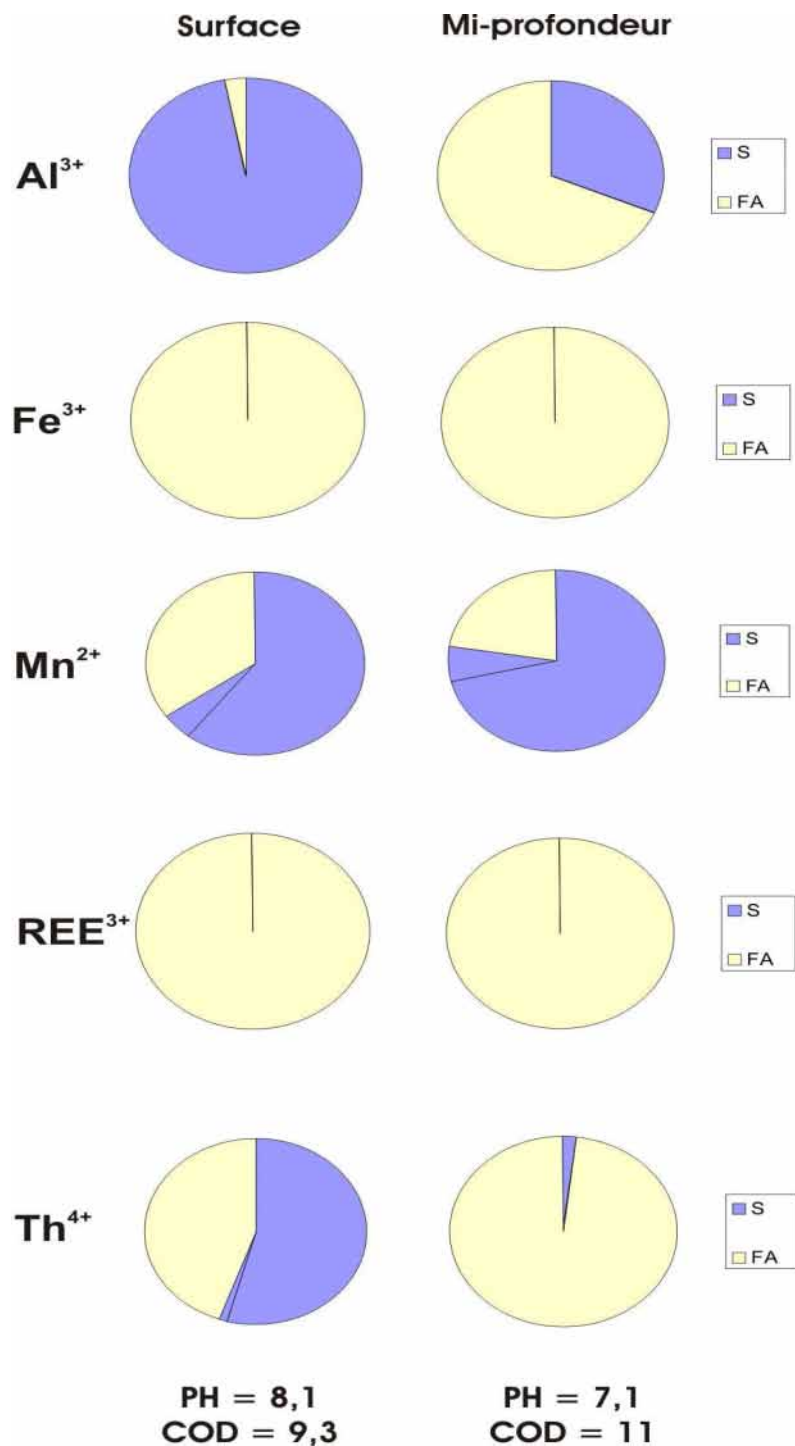 Surface Mi-profondeur
Al3+
S
FA
Fe3+
S
FA
Mn2+
S
FA
REE3+
S
FA
Th4+
S
FA
PH = 8,1 PH = 7,1
COD = 9,3 COD = 11